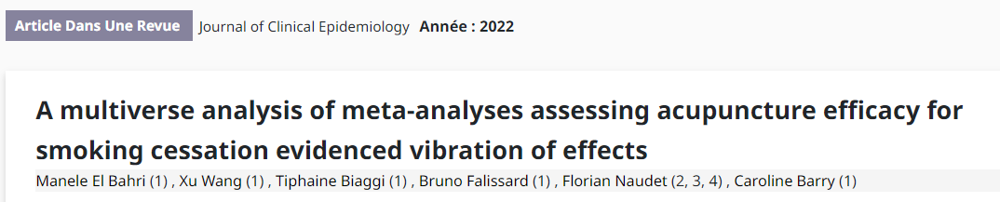 Article Dans Une Revue Journal of Clinical Epidemiology Année : 2022
A multiverse analysis of meta-analyses assessing acupuncture efficacy for
smoking cessation evidenced vibration of effects
Manele El Bahri (1) , Xu Wang (1) , Tiphaine Biaggi (1) , Bruno Falissard (1) , Florian Naudet (2, 3, 4) , Caroline Barry (1)